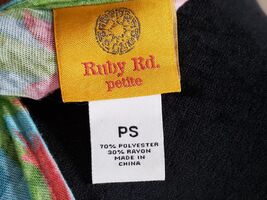 Ruby Rd.
petite
PS
70% POLYESTER
30% RAYON
MADE IN
CHINA